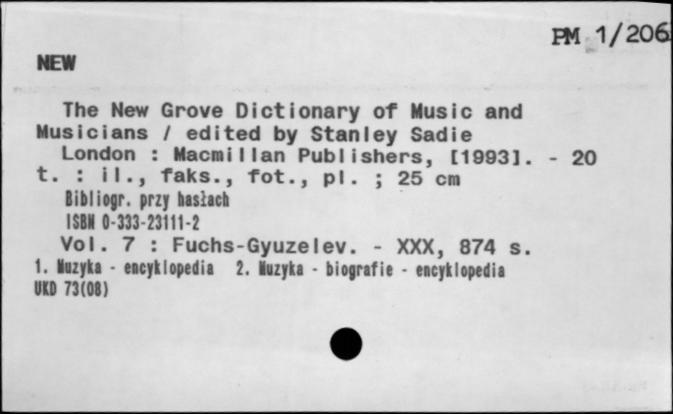 PM 1/206
NEW
The New Grove Dictionary of Music and
Musicians / edited by Stanley Sadie
London : Macmillan Publishers, [1993]. - 20
t. : il., faks., fot., pl. ; 25 cm
Bibliogr. przy hasłach
ISBN 0-333-23111-2
Vol. 7 : Fuchs-Gyuzelev. - XXX, 874 s.
1. Muzyka - encyklopedia 2. Muzyka - biografie - encyklopedia
UKD 73(08)